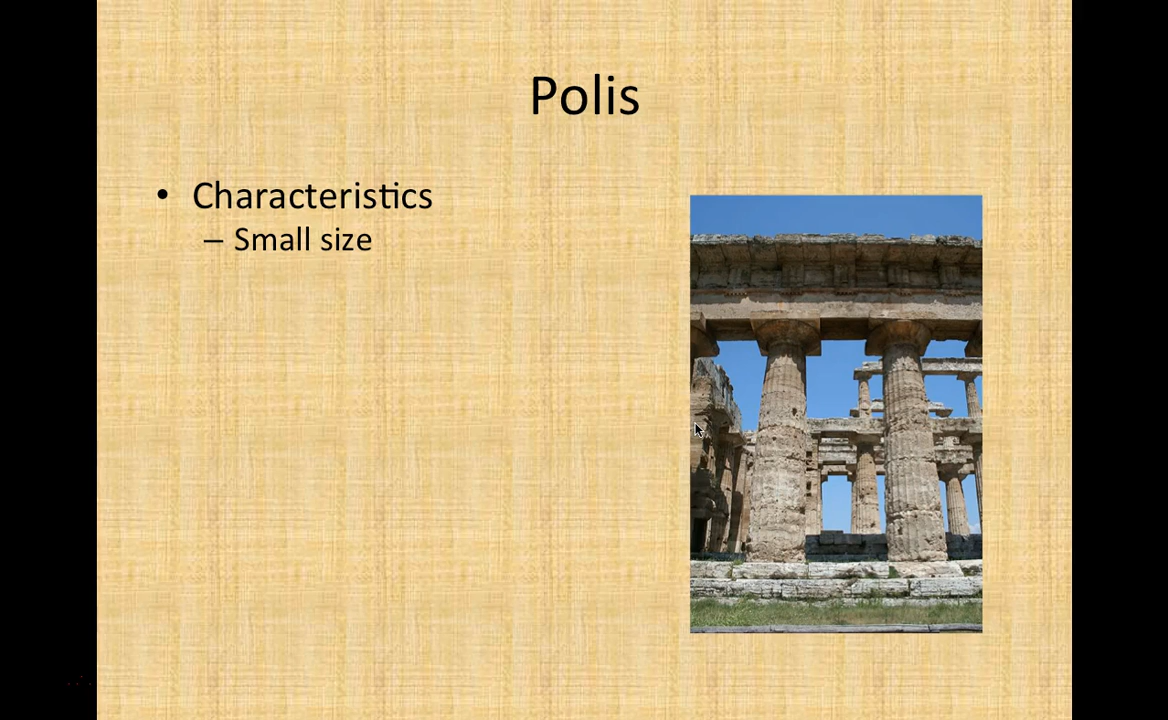 Polis
• Characteristics
– Small size